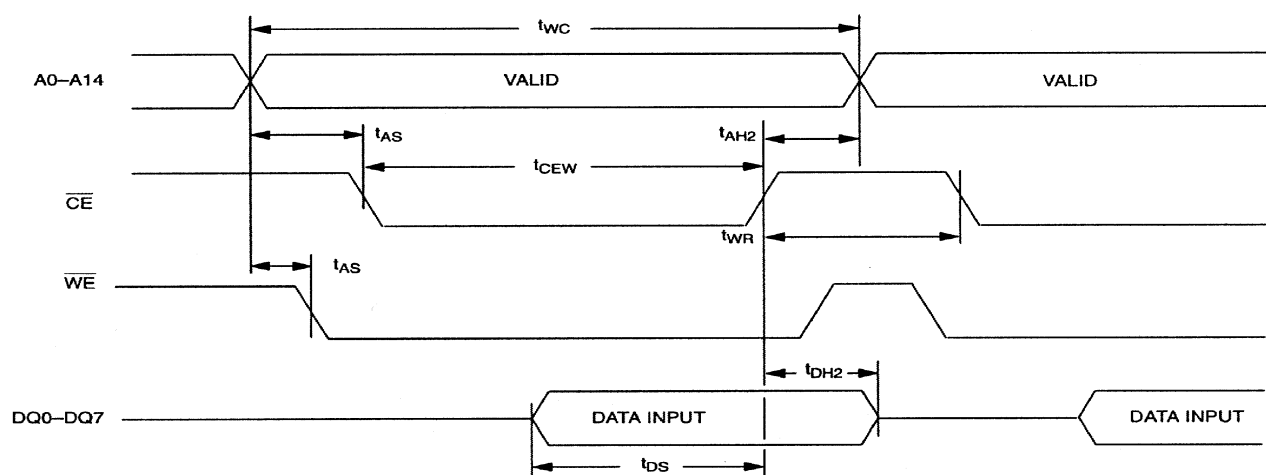 tWC
A0–A14
VALID
VALID
tAS
tAH2
tCEW
CE
tWR
tAS
WE
tDH2
DQ0–DQ7
DATA INPUT
DATA INPUT
tDS